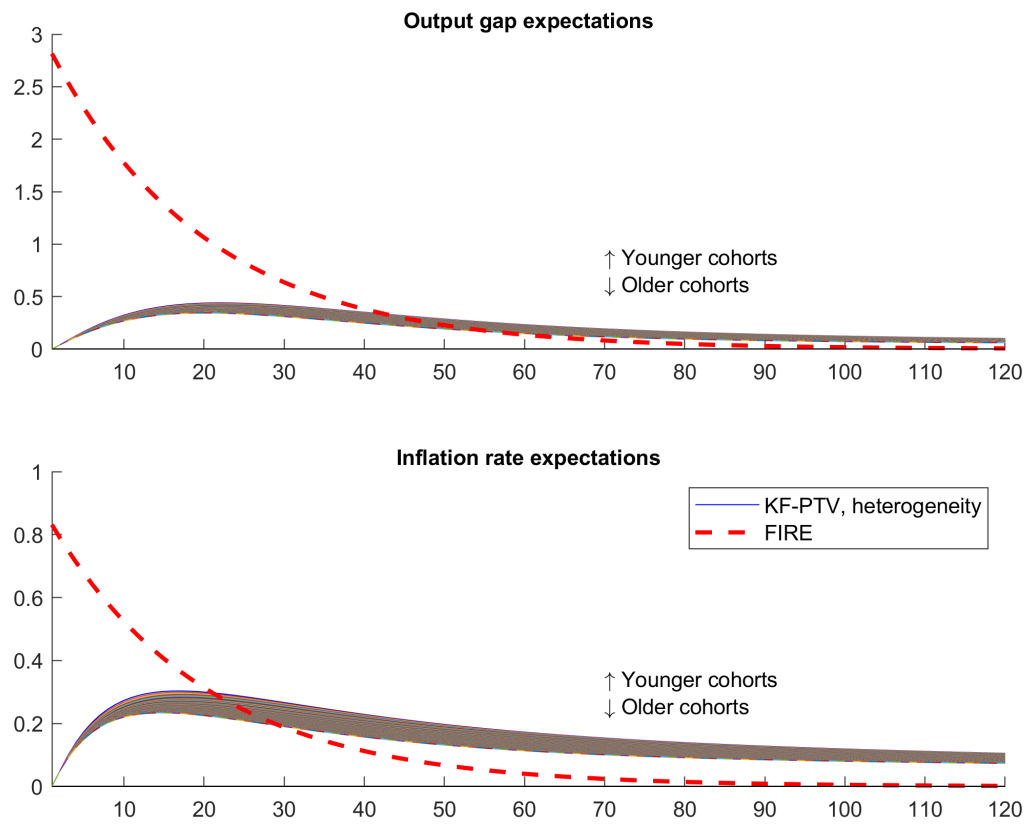 Output gap expectations
3
2.5
2
1.5
1
0.5
0
↑ Younger cohorts
↓ Older cohorts
10 20 30 40 50 60 70 80 90 100 110 120
Inflation rate expectations
1
0.8
0.6
0.4
0.2
0
KF-PTV, heterogeneity
FIRE
↑ Younger cohorts
↓ Older cohorts
10 20 30 40 50 60 70 80 90 100 110 120